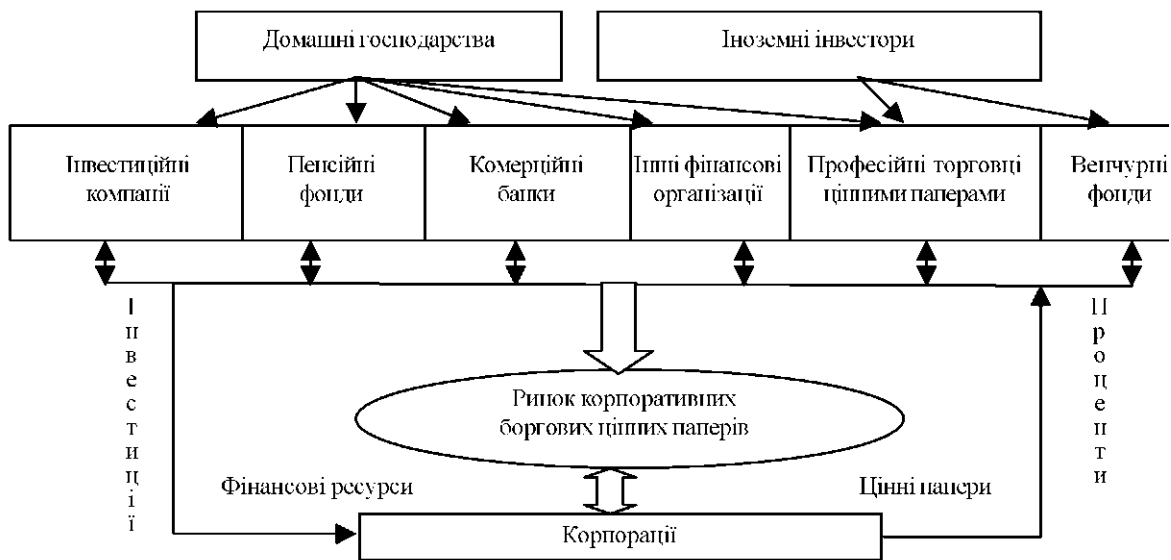 Домашні господарства
Іноземні інвестори
Інвестиційні
компанії
Пенсійні
фонди
Комерційні
банки
Інші фінансові
організації
Професійні торговці
цінними паперами
Венчурні
фонди
Інвестиції
Проценти
Ринок корпоративних
боргових цінних паперів
Фінансові ресурси
Цінні папери
Корпорації